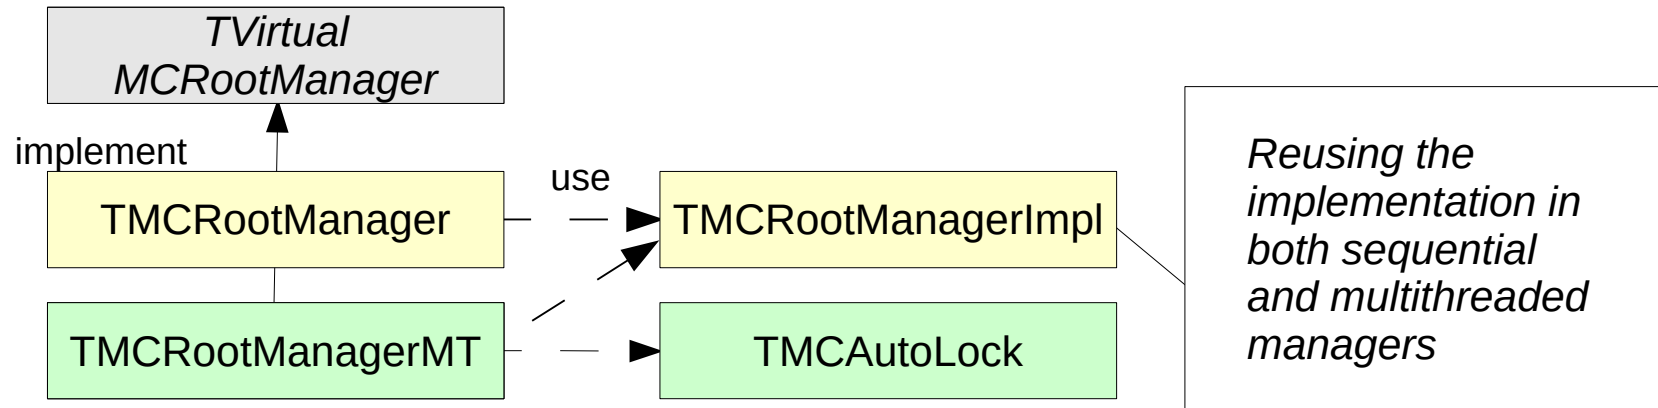 TVirtual
MCRootManager
implement
TMCRootManager
use
TMCRootManagerImpl
TMCRootManagerMT
TMCAutoLock
Reusing the
implementation in
both sequential
and multithreaded
managers